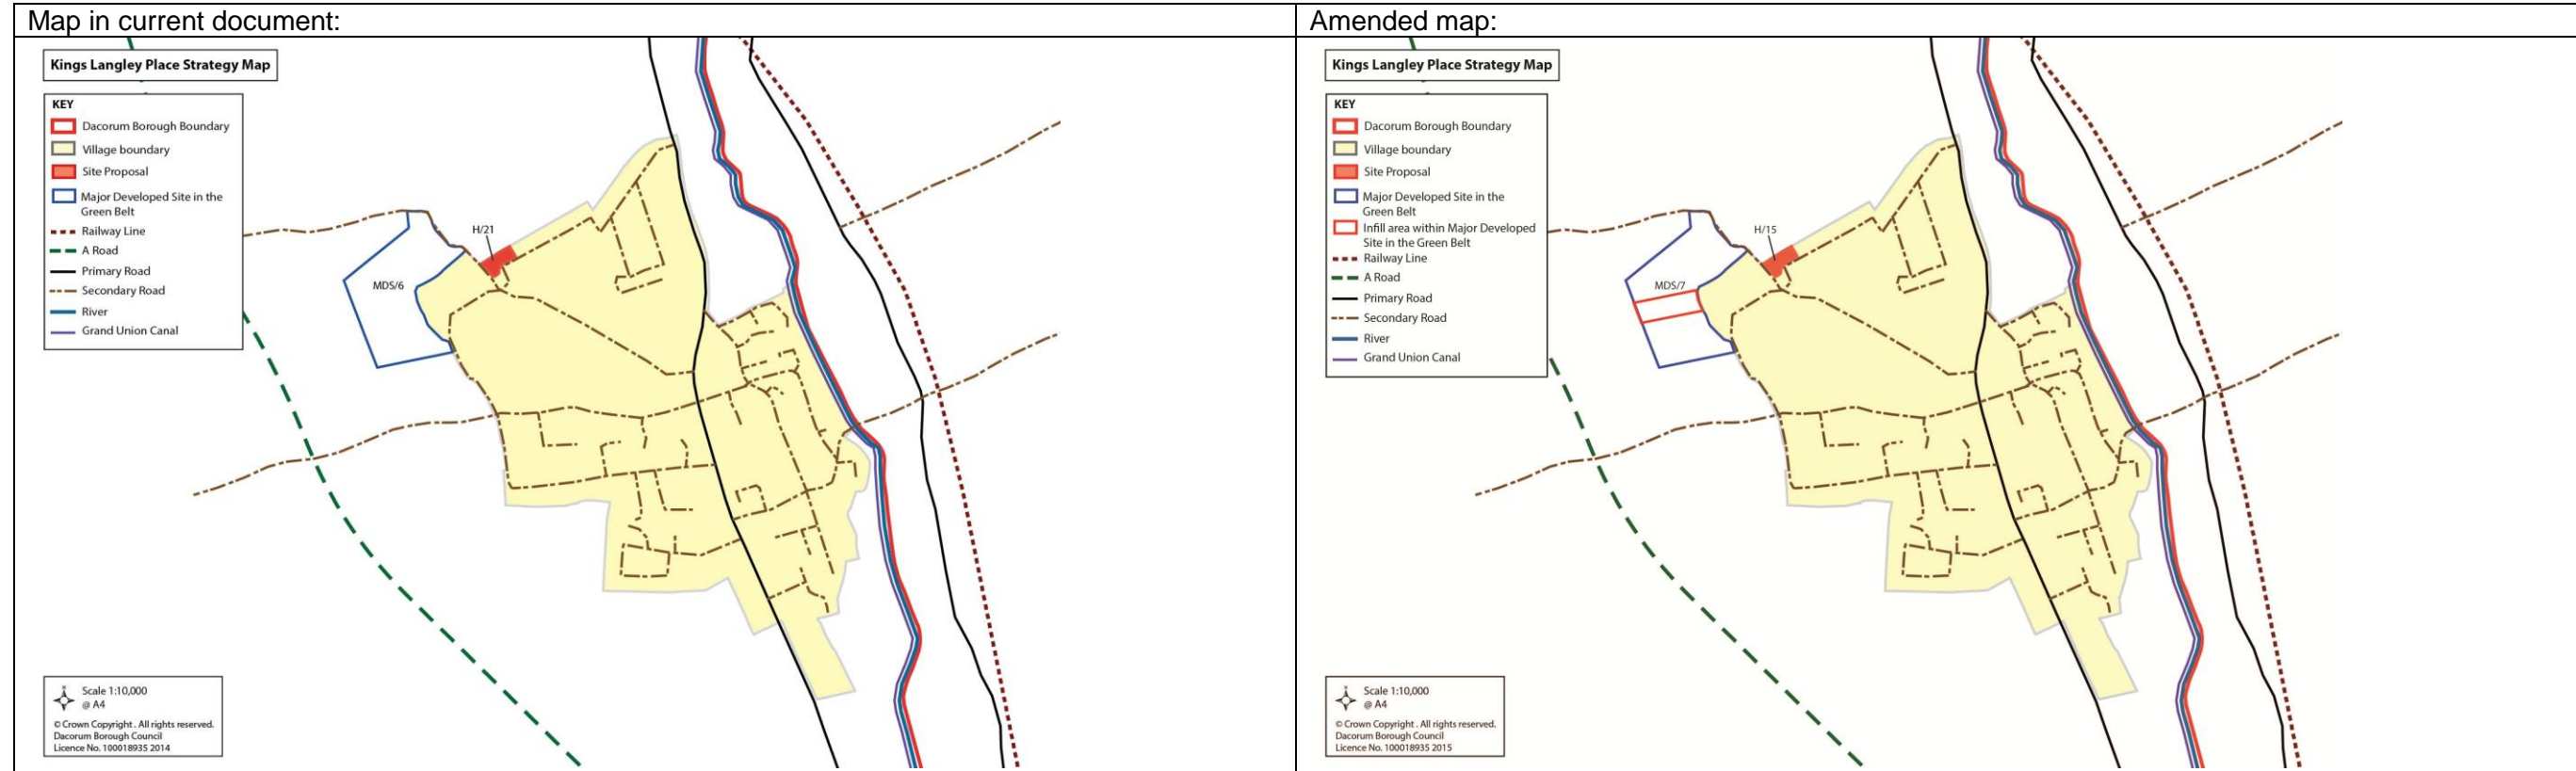 Map in current document:
Kings Langley Place Strategy Map
KEY
Dacorum Borough Boundary
Village boundary
Site Proposal
Major Developed Site in the
Green Belt
Railway Line
A Road
Primary Road
Secondary Road
River
Grand Union Canal
H/21
MDS/6
Scale 1:10,000
@ A4
© Crown Copyright . All rights reserved.
Dacorum Borough Council
Licence No. 100018935 2014
Amended map:
Kings Langley Place Strategy Map
KEY
Dacorum Borough Boundary
Village boundary
Site Proposal
Major Developed Site in the
Green Belt
Infill area within Major Developed
Site in the Green Belt
Railway Line
A Road
Primary Road
Secondary Road
River
Grand Union Canal
H/15
MDS/7
Scale 1:10,000
@ A4
© Crown Copyright . All rights reserved.
Dacorum Borough Council
Licence No. 100018935 2015